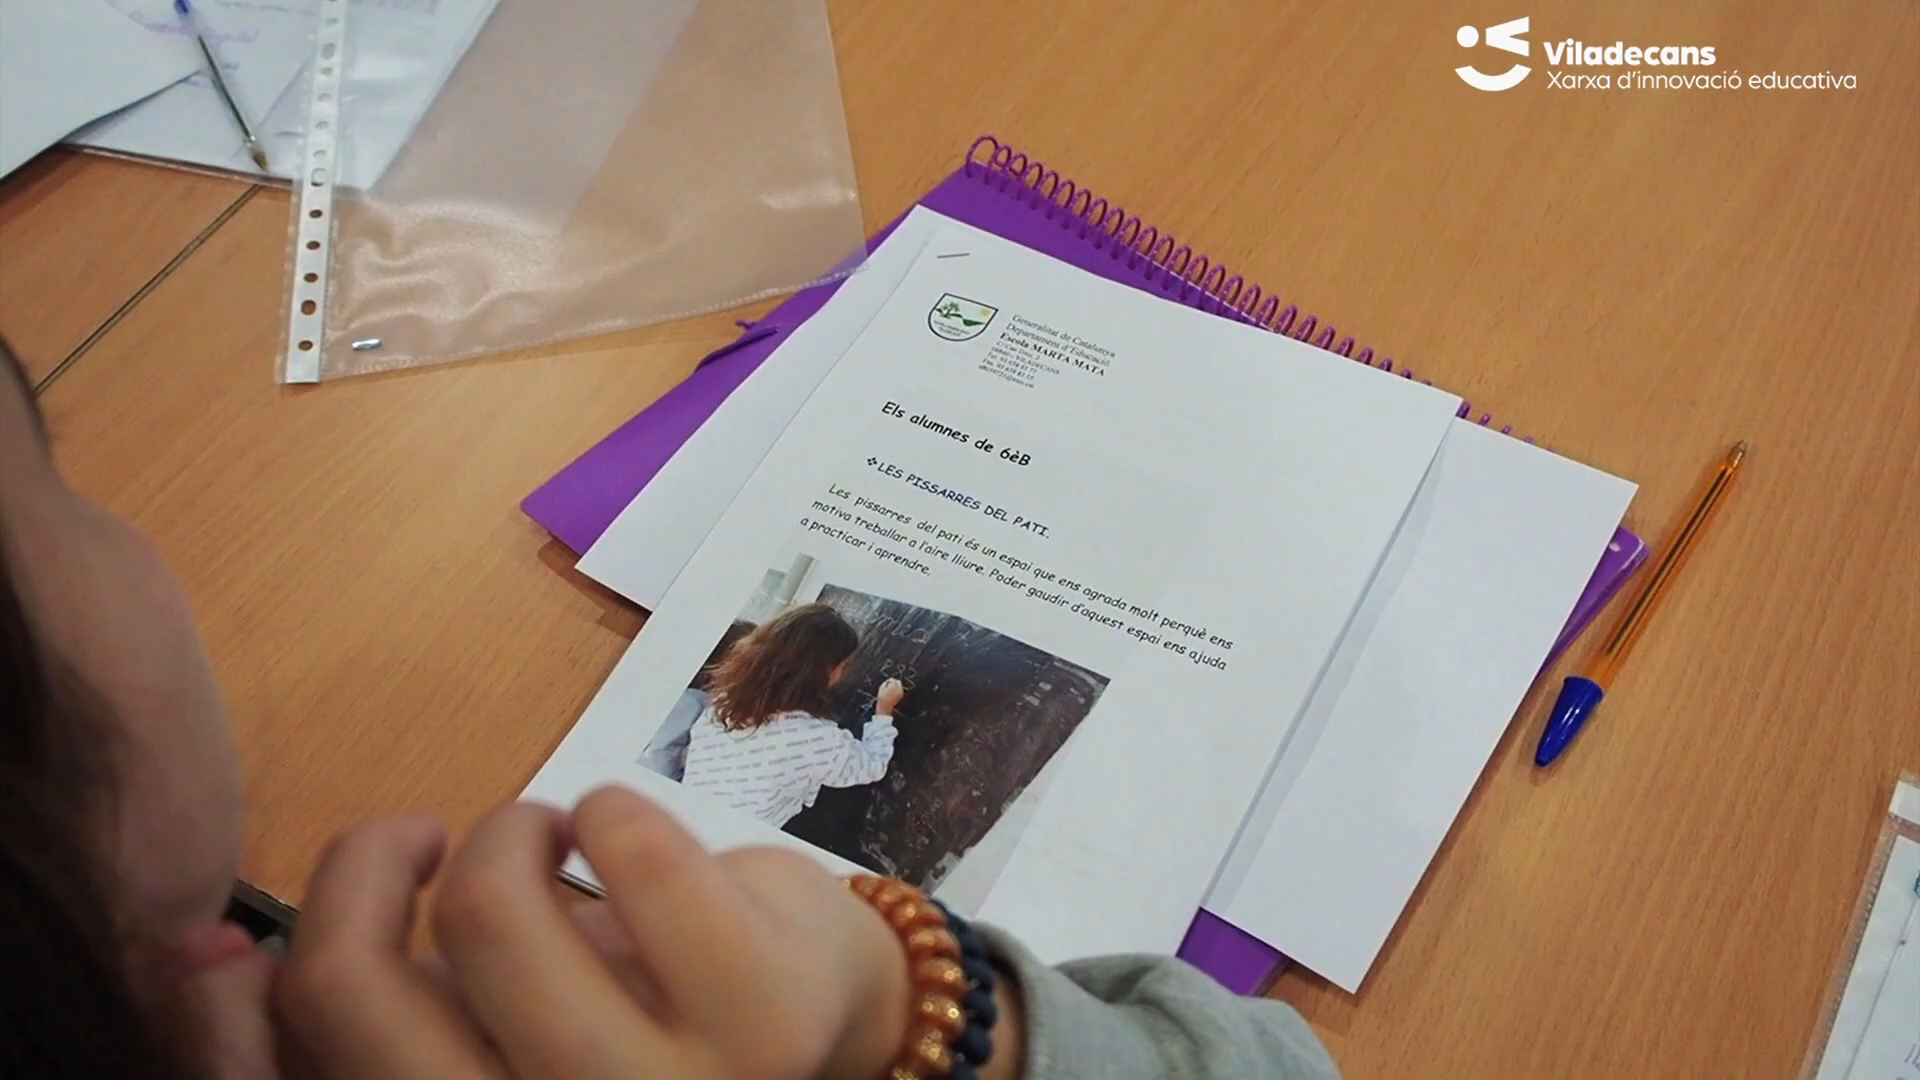 Viladecans
Xarxa d'innovació educativa
Generalitat de Catalunya
Departament d'Educació
Escola MARTA MATA
Els alumnes de 6èB
LES PISSARRES DEL PATI.
Les pissarres del pati és un espai que ens agrada molt perquè ens
motiva treballar a l'aire lliure. Poder gaudir d'aquest espai ens ajuda
a practicar i aprendre.